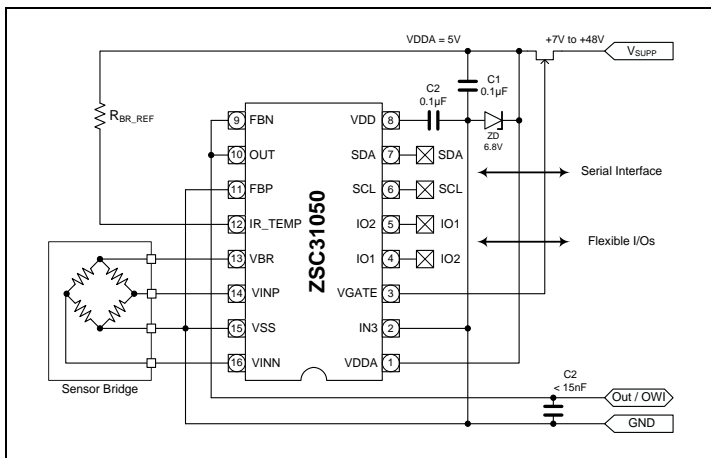 VDDA = 5V
+7V to +48V
VSUPP
C1
0.1µF
C2
0.1µF
ZD
6.8V
RBR_REF
9 FBN
VDD 8
10 OUT
SDA 7
SDA
11 FBP
SCL 6
SCL
12 IR_TEMP
IO2 5
IO1
13 VBR
IO1 4
IO2
14 VINP
VGATE 3
15 VSS
IN3 2
16 VINN
VDDA 1
ZSC31050
Serial Interface
Flexible I/Os
Sensor Bridge
C2
< 15nF
Out / OWI
GND